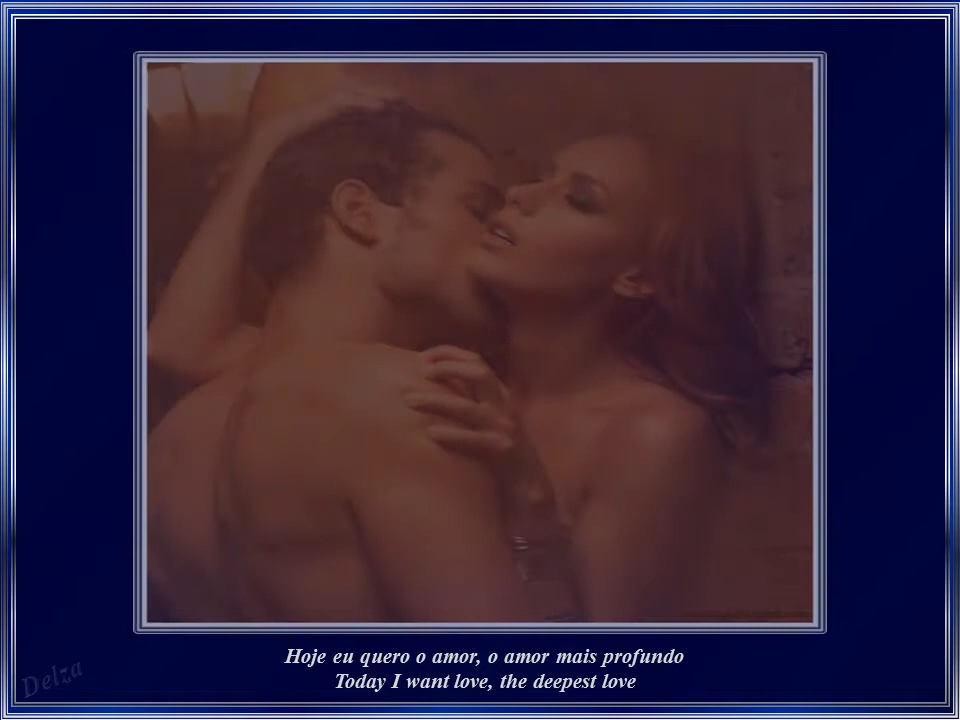 Hoje eu quero o amor, o amor mais profundo
Today I want love, the deepest love
Delza